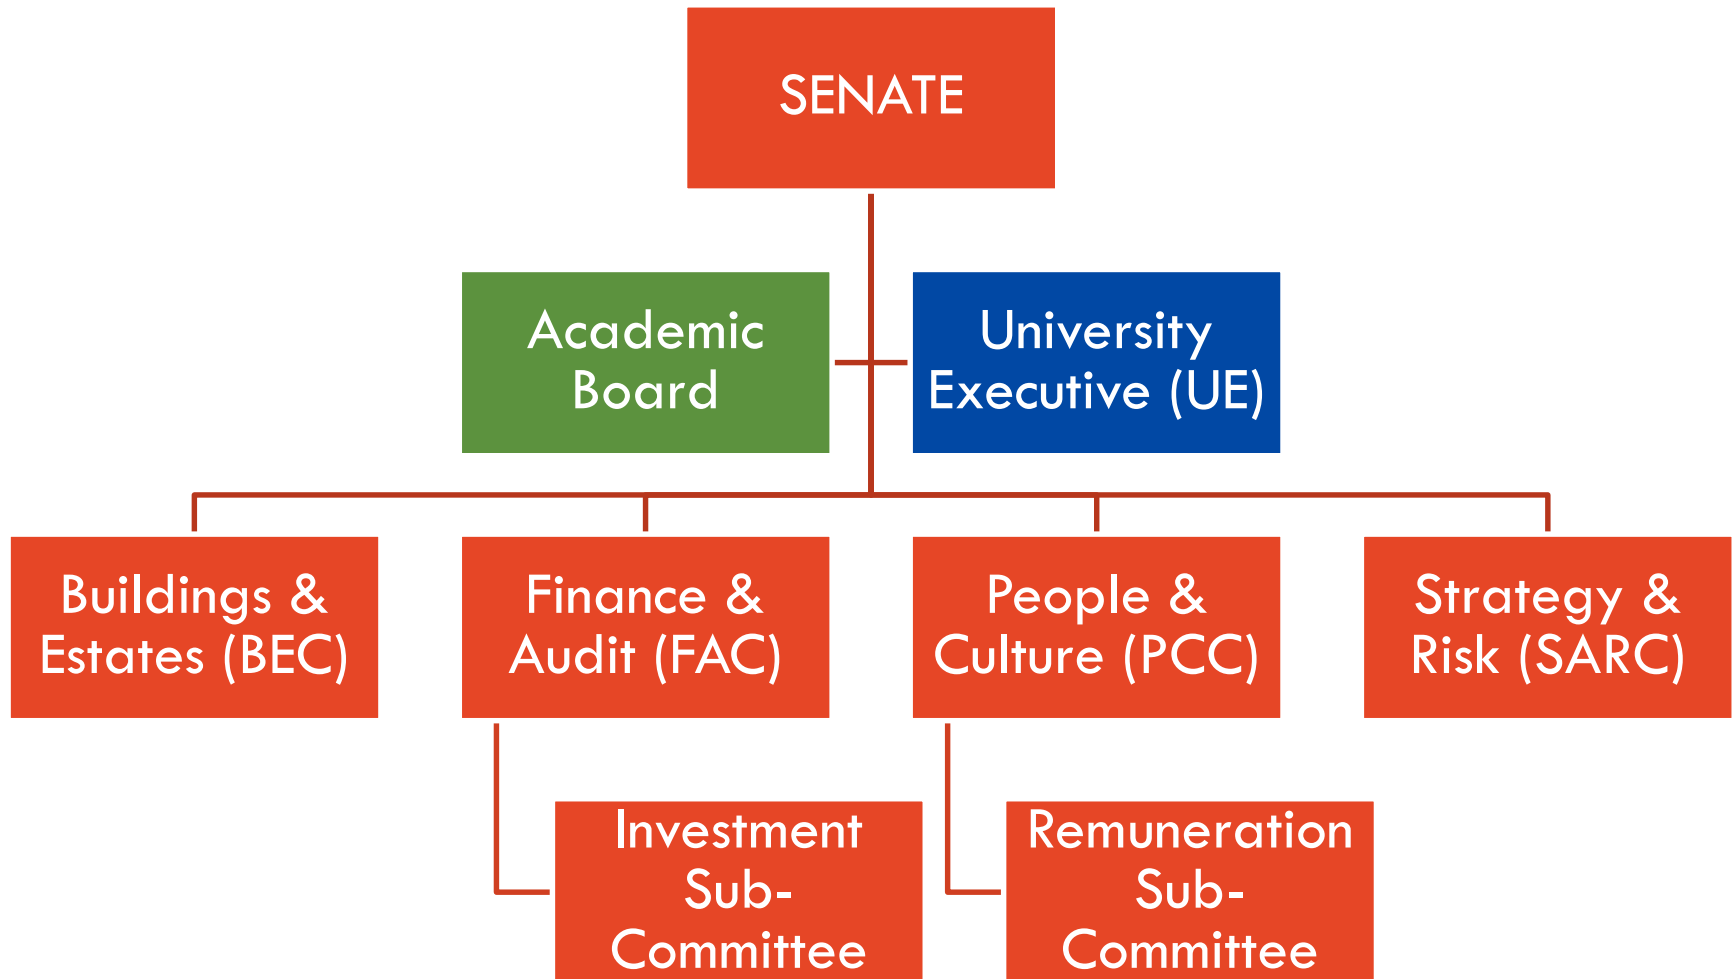 SENATE
Academic
Board
University
Executive (UE)
Buildings &
Estates (BEC)
Finance &
Audit (FAC)
People &
Culture (PCC)
Strategy &
Risk (SARC)
Investment
Sub-
Committee
Remuneration
Sub-
Committee